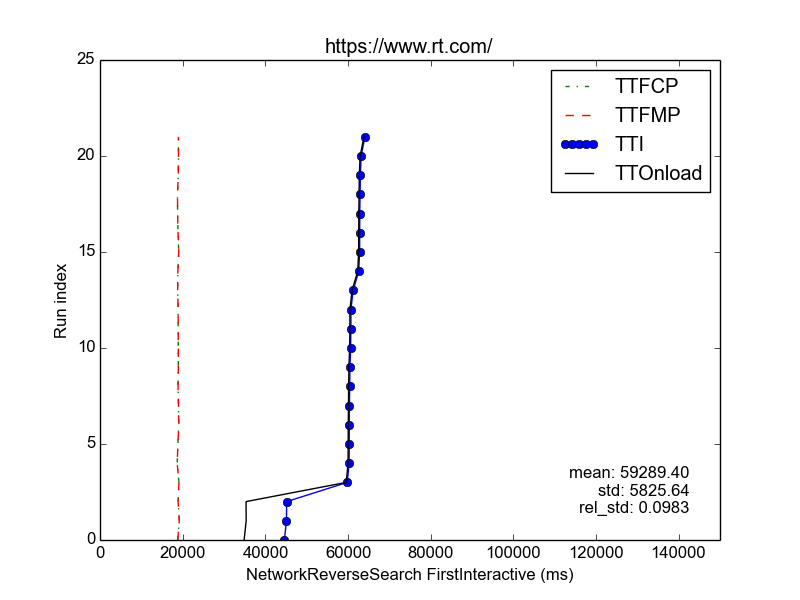 https://www.rt.com/
25
20
15
10
5
0
Run index
TTFCP
TTFMP
TTI
TTOnload
mean: 59289.40
std: 5825.64
rel_std: 0.0983
0 20000 40000 60000 80000 100000 120000 140000
NetworkReverseSearch FirstInteractive (ms)